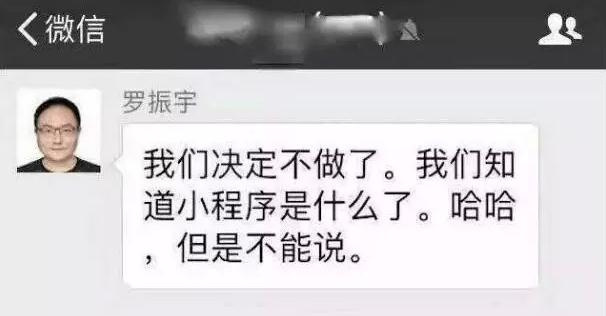 微信
罗振宇
我们决定不做了。我们知
道小程序是什么了。哈哈
，但是不能说。